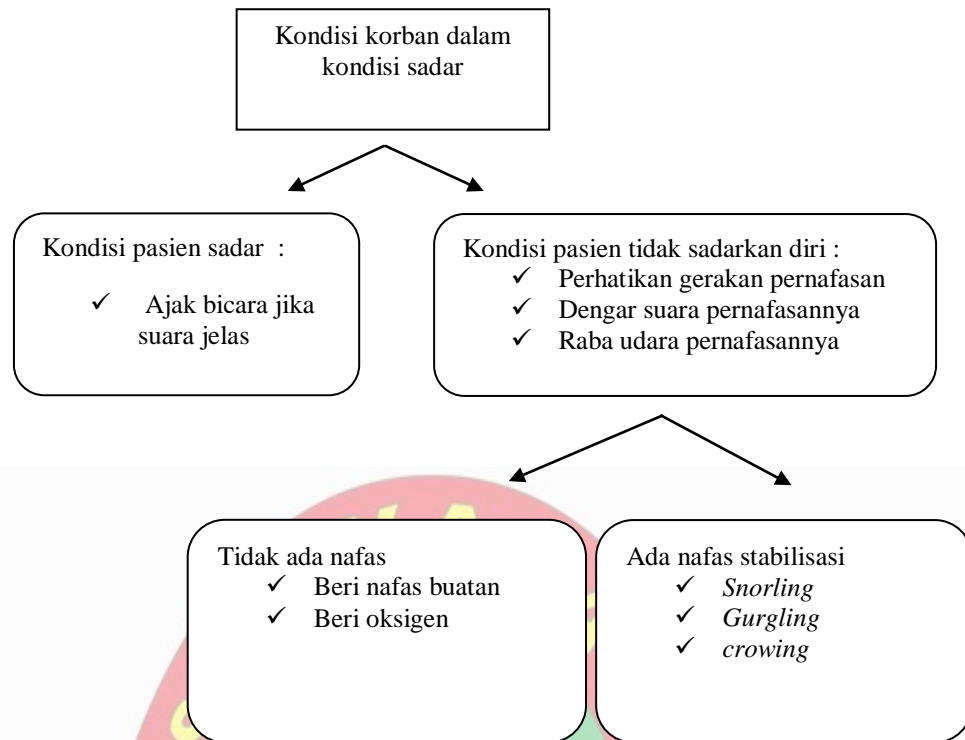 Kondisi korban dalam
kondisi sadar
Kondisi pasien sadar :
✓ Ajak bicara jika
suara jelas
Kondisi pasien tidak sadarkan diri :
✓ Perhatikan gerakan pernafasan
✓ Dengar suara pernafasannya
✓ Raba udara pernafasannya
Tidak ada nafas
✓ Beri nafas buatan
✓ Beri oksigen
Ada nafas stabilisasi
✓ Snorling
✓ Gurgling
✓ crowing